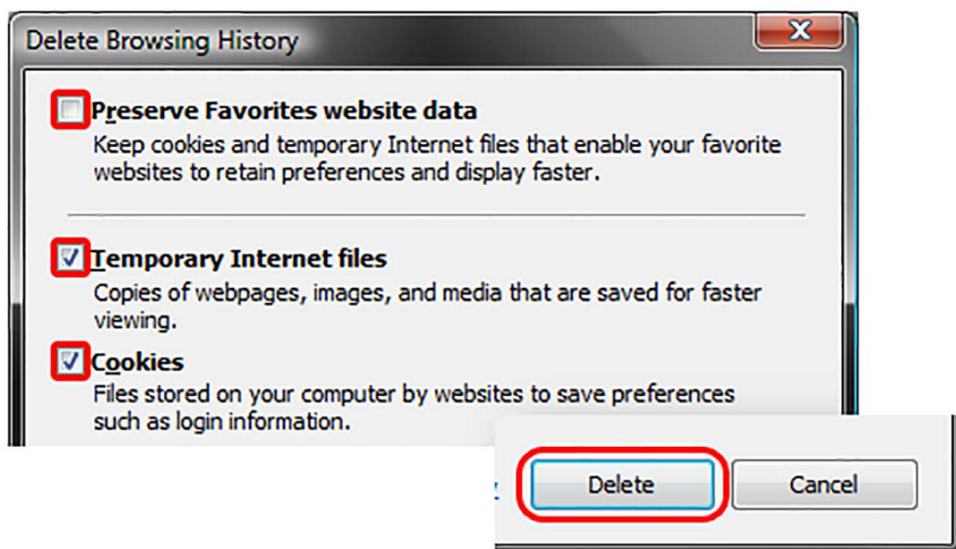 Delete Browsing History
Preserve Favorites website data
Keep cookies and temporary Internet files that enable your favorite
websites to retain preferences and display faster.
Temporary Internet files
Copies of webpages, images, and media that are saved for faster
viewing.
Cookies
Files stored on your computer by websites to save preferences
such as login information.
Delete
Cancel